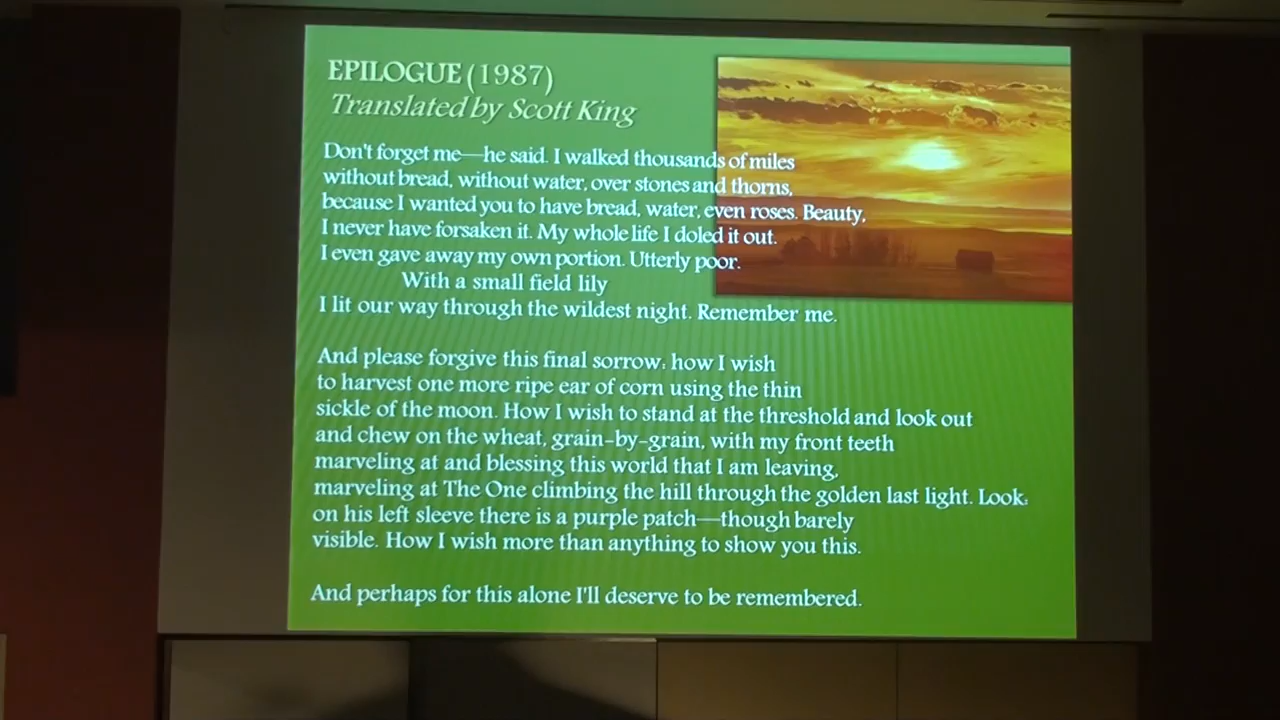 EPILOGUE (1987)
Translated by Scott King
Don't forget me—he said. I walked thousands of miles
without bread, without water, over stones and thorns,
because I wanted you to have bread, water, even roses. Beauty,
I never have forsaken it. My whole life I doled it out.
I even gave away my own portion. Utterly poor.
With a small field lily
I lit our way through the wildest night. Remember me.
And please forgive this final sorrow: how I wish
to harvest one more ripe ear of corn using the thin
sickle of the moon. How I wish to stand at the threshold and look out
and chew on the wheat, grain-by-grain, with my front teeth
marveling at and blessing this world that I am leaving,
marveling at The One climbing the hill through the golden last light. Look:
on his left sleeve there is a purple patch—though barely
visible. How I wish more than anything to show you this.
And perhaps for this alone I'll deserve to be remembered.